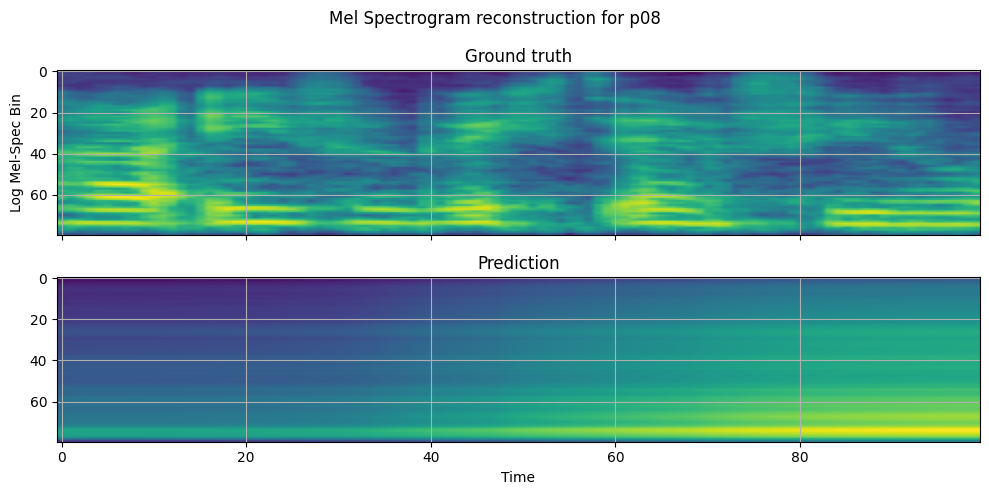 Mel Spectrogram reconstruction for p08
Ground truth
Log Mel-Spec Bin
0
20
40
60
Prediction
0
20
40
60
0 20 40 60 80
Time